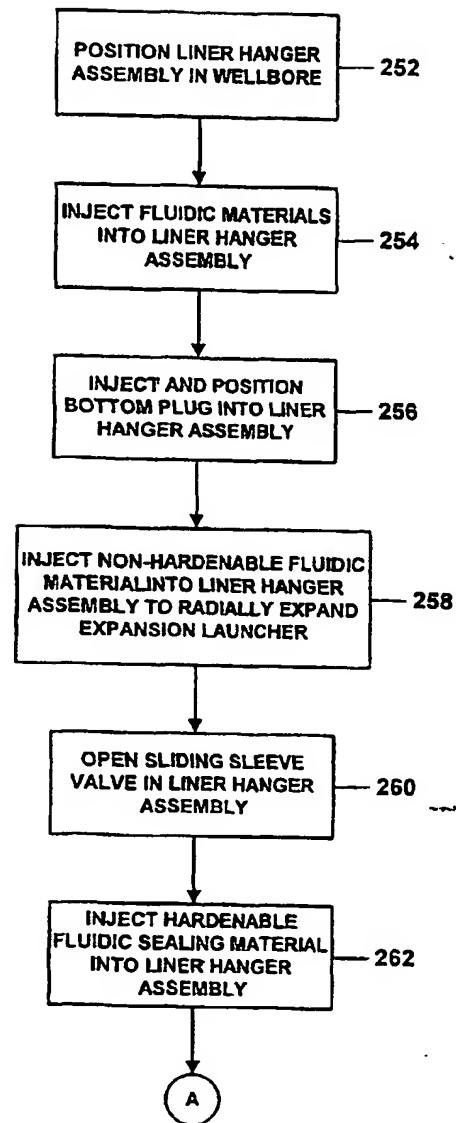 POSITION LINER HANGER
ASSEMBLY IN WELLBORE
252
INJECT FLUIDIC MATERIALS
INTO LINER HANGER
ASSEMBLY
254
INJECT AND POSITION
BOTTOM PLUG INTO LINER
HANGER ASSEMBLY
256
INJECT NON-HARDENABLE FLUIDIC
MATERIALINTO LINER HANGER
ASSEMBLY TO RADIALLY EXPAND
EXPANSION LAUNCHER
258
OPEN SLIDING SLEEVE
VALVE IN LINER HANGER
ASSEMBLY
260
INJECT HARDENABLE
FLUIDIC SEALING MATERIAL
INTO LINER HANGER
ASSEMBLY
262
A